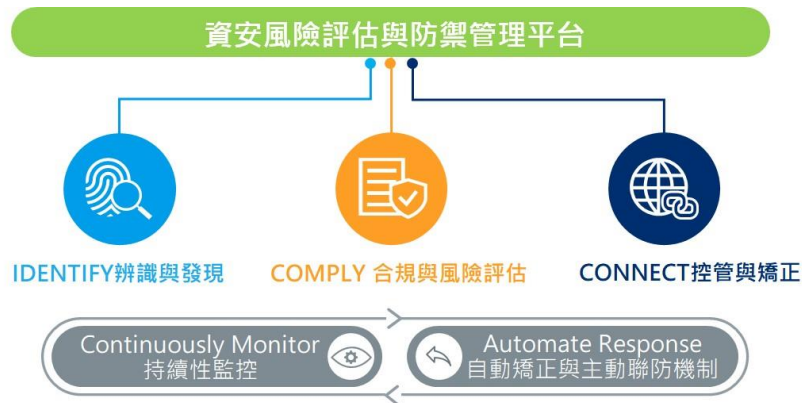 資安風險評估與防禦管理平台
IDENTIFY辨識與發現
COMPLY 合規與風險評估
CONNECT控管與矯正
Continuously Monitor
持續性監控
Automate Response
自動矯正與主動聯防機制